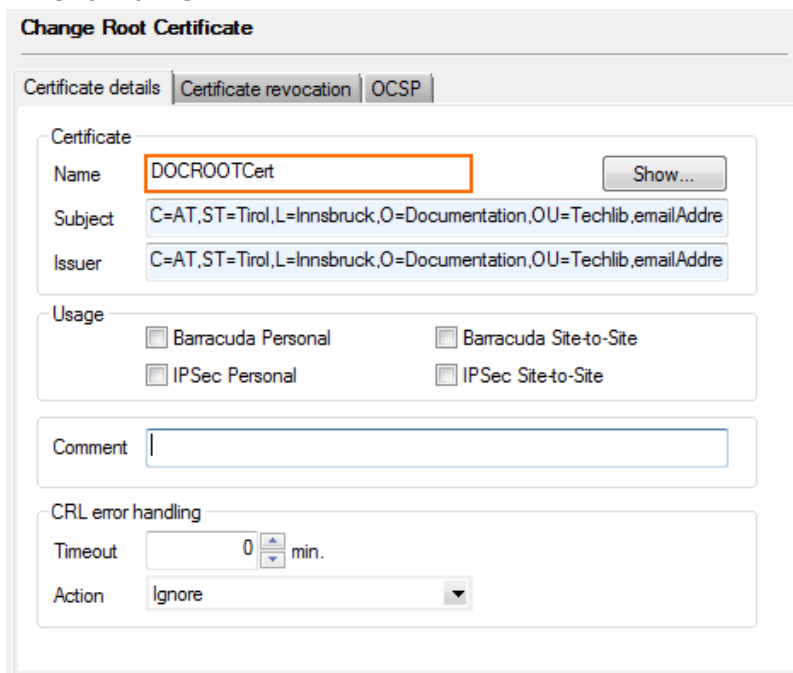 Change Root Certificate
Certificate details Certificate revocation OCSP
Certificate
Name DOCROOTCert Show...
Subject C=AT,ST=Tirol,L=Innsbruck,O=Documentation,OU=Techlib,emailAddre
Issuer C=AT,ST=Tirol,L=Innsbruck,O=Documentation,OU=Techlib,emailAddre
Usage
Barracuda Personal Barracuda Site-to-Site
IPSec Personal IPSec Site-to-Site
Comment
CRL error handling
Timeout 0 min.
Action Ignore